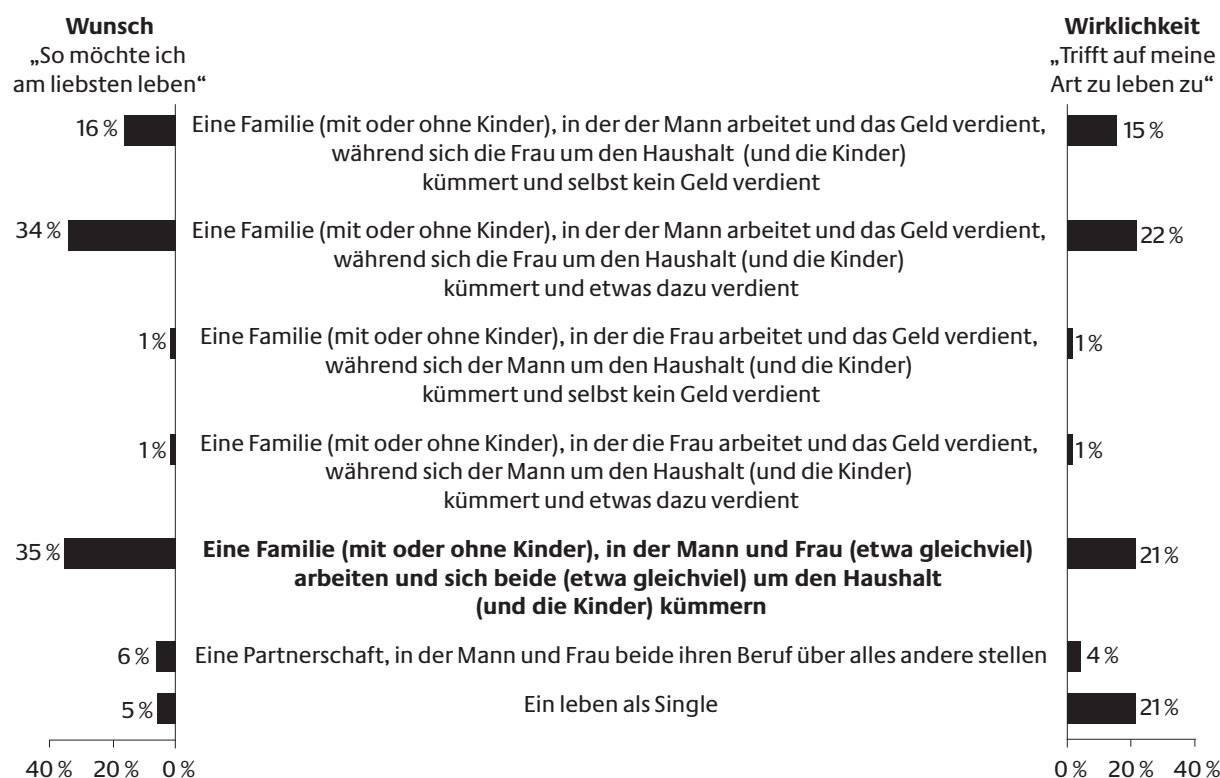 Wunsch
„So möchte ich
am liebsten leben“
Wirklichkeit
„Trifft auf meine
Art zu leben zu“
16 %
Eine Familie (mit oder ohne Kinder), in der der Mann arbeitet und das Geld verdient,
während sich die Frau um den Haushalt (und die Kinder)
kümmert und selbst kein Geld verdient
15 %
34 %
Eine Familie (mit oder ohne Kinder), in der der Mann arbeitet und das Geld verdient,
während sich die Frau um den Haushalt (und die Kinder)
kümmert und etwas dazu verdient
22 %
1 %
Eine Familie (mit oder ohne Kinder), in der die Frau arbeitet und das Geld verdient,
während sich der Mann um den Haushalt (und die Kinder)
kümmert und selbst kein Geld verdient
1 %
1 %
Eine Familie (mit oder ohne Kinder), in der die Frau arbeitet und das Geld verdient,
während sich der Mann um den Haushalt (und die Kinder)
kümmert und etwas dazu verdient
1 %
35 %
Eine Familie (mit oder ohne Kinder), in der Mann und Frau (etwa gleichviel)
arbeiten und sich beide (etwa gleichviel) um den Haushalt
(und die Kinder) kümmern
21 %
6 %
Eine Partnerschaft, in der Mann und Frau beide ihren Beruf über alles andere stellen
4 %
5 %
Ein leben als Single
21 %
40 % 20 % 0 %
0 % 20 % 40 %